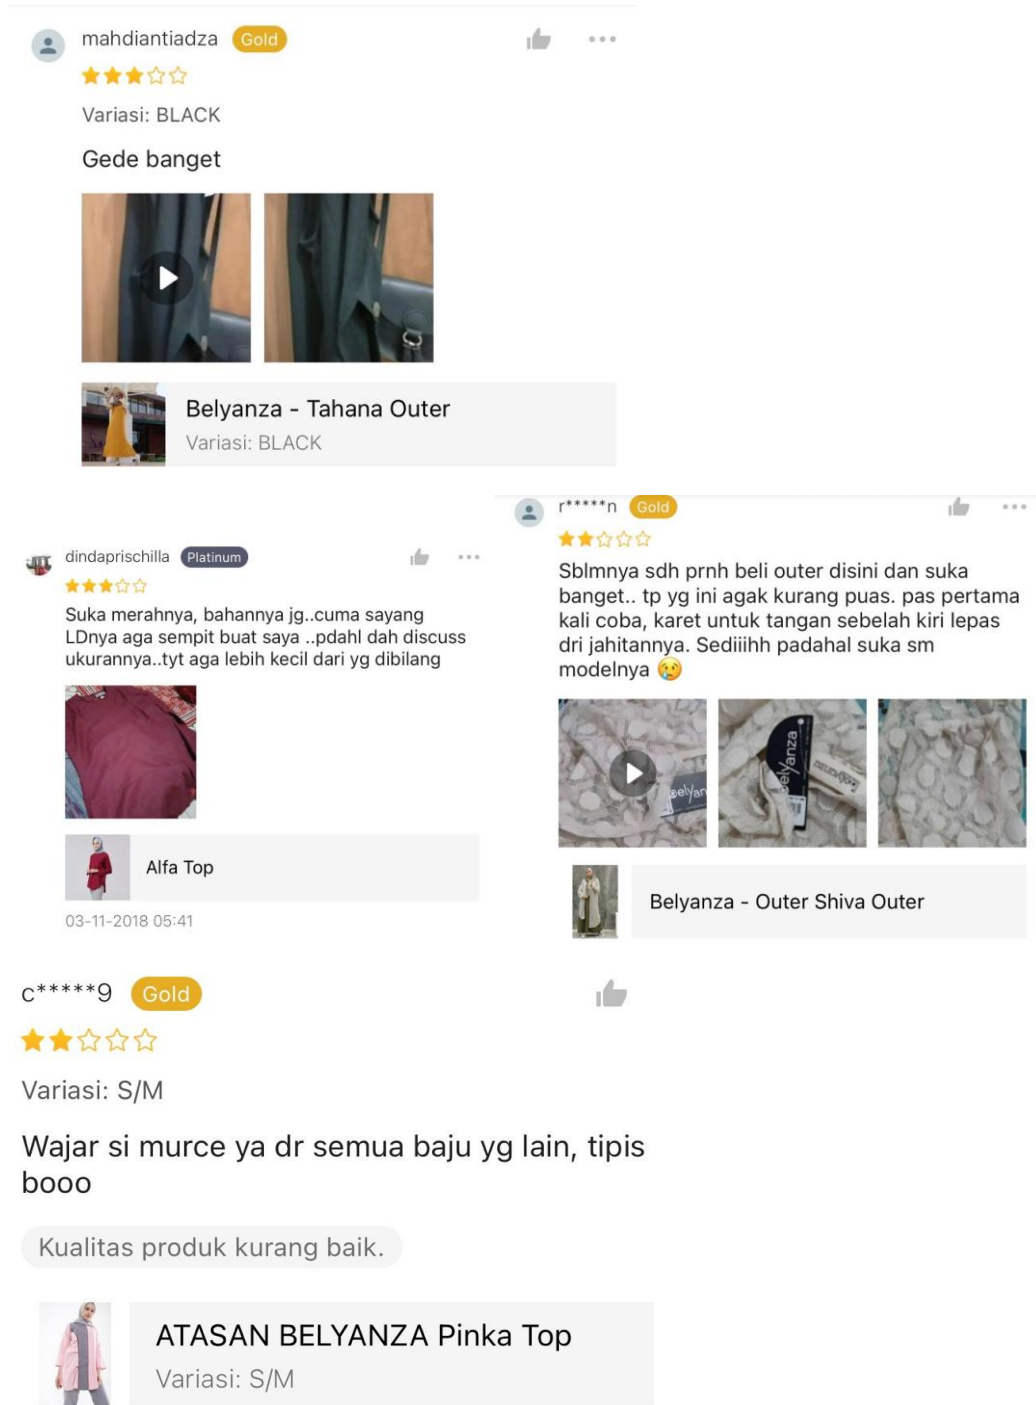 mahdiantiadza Gold
Variasi: BLACK
Gede banget
Belyanza - Tahana Outer
Variasi: BLACK
dindaprischilla Platinum
Suka merahnya, bahannya jg..cuma sayang
LDnya aga sempit buat saya ..pdahl dah discuss
ukurannya..tyt aga lebih kecil dari yg dibilang
Alfa Top
03-11-2018 05:41
r*****n Gold
Sblmnya sdh prnh beli outer disini dan suka
banget.. tp yg ini agak kurang puas. pas pertama
kali coba, karet untuk tangan sebelah kiri lepas
dri jahitannya. Sediiihh padahal suka sm
modelnya 😢
belyan
belyanza
Belyanza - Outer Shiva Outer
c*****9 Gold
Variasi: S/M
Wajar si murce ya dr semua baju yg lain, tipis
booo
Kualitas produk kurang baik.
ATASAN BELYANZA Pinka Top
Variasi: S/M